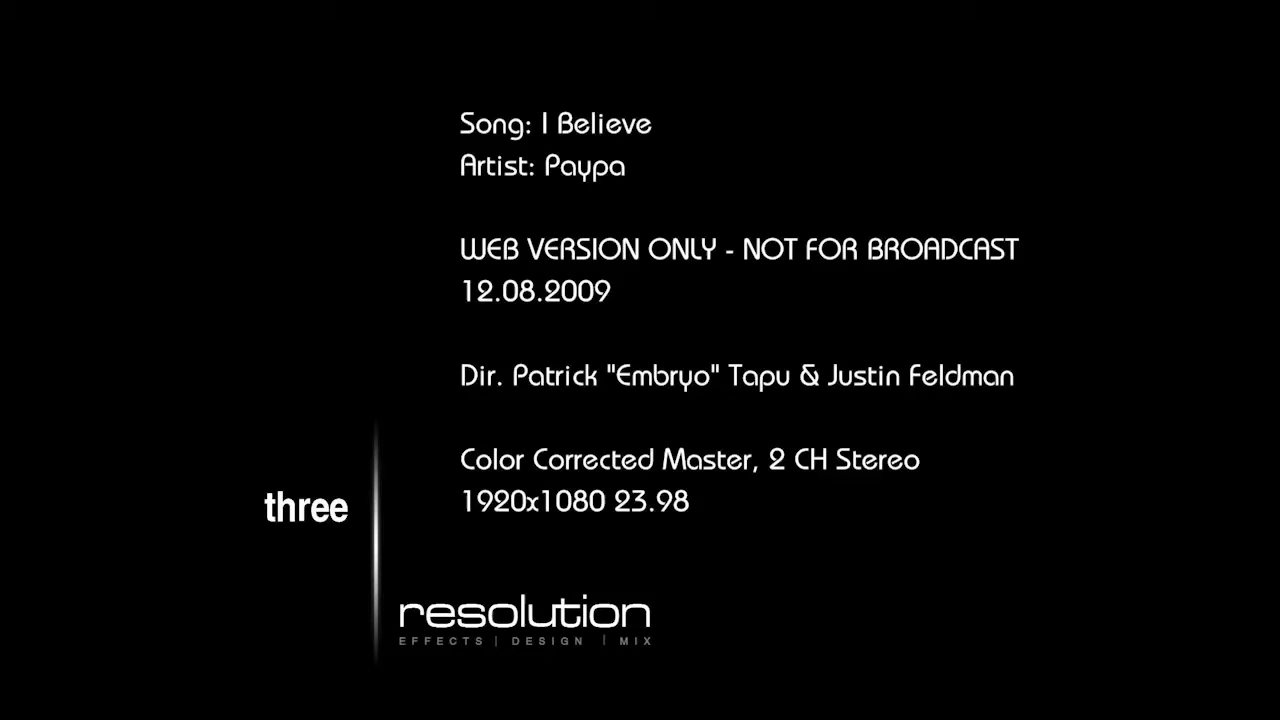 Song: I Believe
Artist: Paypa
WEB VERSION ONLY - NOT FOR BROADCAST
12.08.2009
Dir. Patrick "Embryo" Tapu & Justin Feldman
Color Corrected Master, 2 CH Stereo
1920x1080 23.98
three
resolution
EFFECTS | DESIGN | MIX